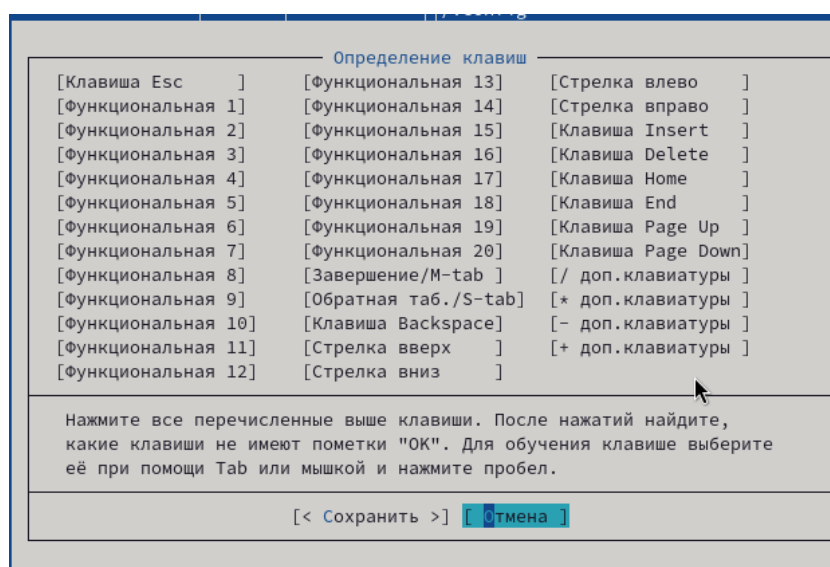 Определение клавиш
[Клавиша Esc     ] [Функциональная 13] [Стрелка влево    ]
[Функциональная 1] [Функциональная 14] [Стрелка вправо   ]
[Функциональная 2] [Функциональная 15] [Клавиша Insert   ]
[Функциональная 3] [Функциональная 16] [Клавиша Delete   ]
[Функциональная 4] [Функциональная 17] [Клавиша Home     ]
[Функциональная 5] [Функциональная 18] [Клавиша End      ]
[Функциональная 6] [Функциональная 19] [Клавиша Page Up  ]
[Функциональная 7] [Функциональная 20] [Клавиша Page Down]
[Функциональная 8] [Завершение/M-tab ] [/ доп.клавиатуры ]
[Функциональная 9] [Обратная таб./S-tab] [* доп.клавиатуры ]
[Функциональная 10] [Клавиша Backspace] [- доп.клавиатуры ]
[Функциональная 11] [Стрелка вверх    ] [+ доп.клавиатуры ]
[Функциональная 12] [Стрелка вниз     ]
Нажмите все перечисленные выше клавиши. После нажатий найдите,
какие клавиши не имеют пометки "OK". Для обучения клавише выберите
её при помощи Tab или мышкой и нажмите пробел.
[< Сохранить >] [ Отмена ]